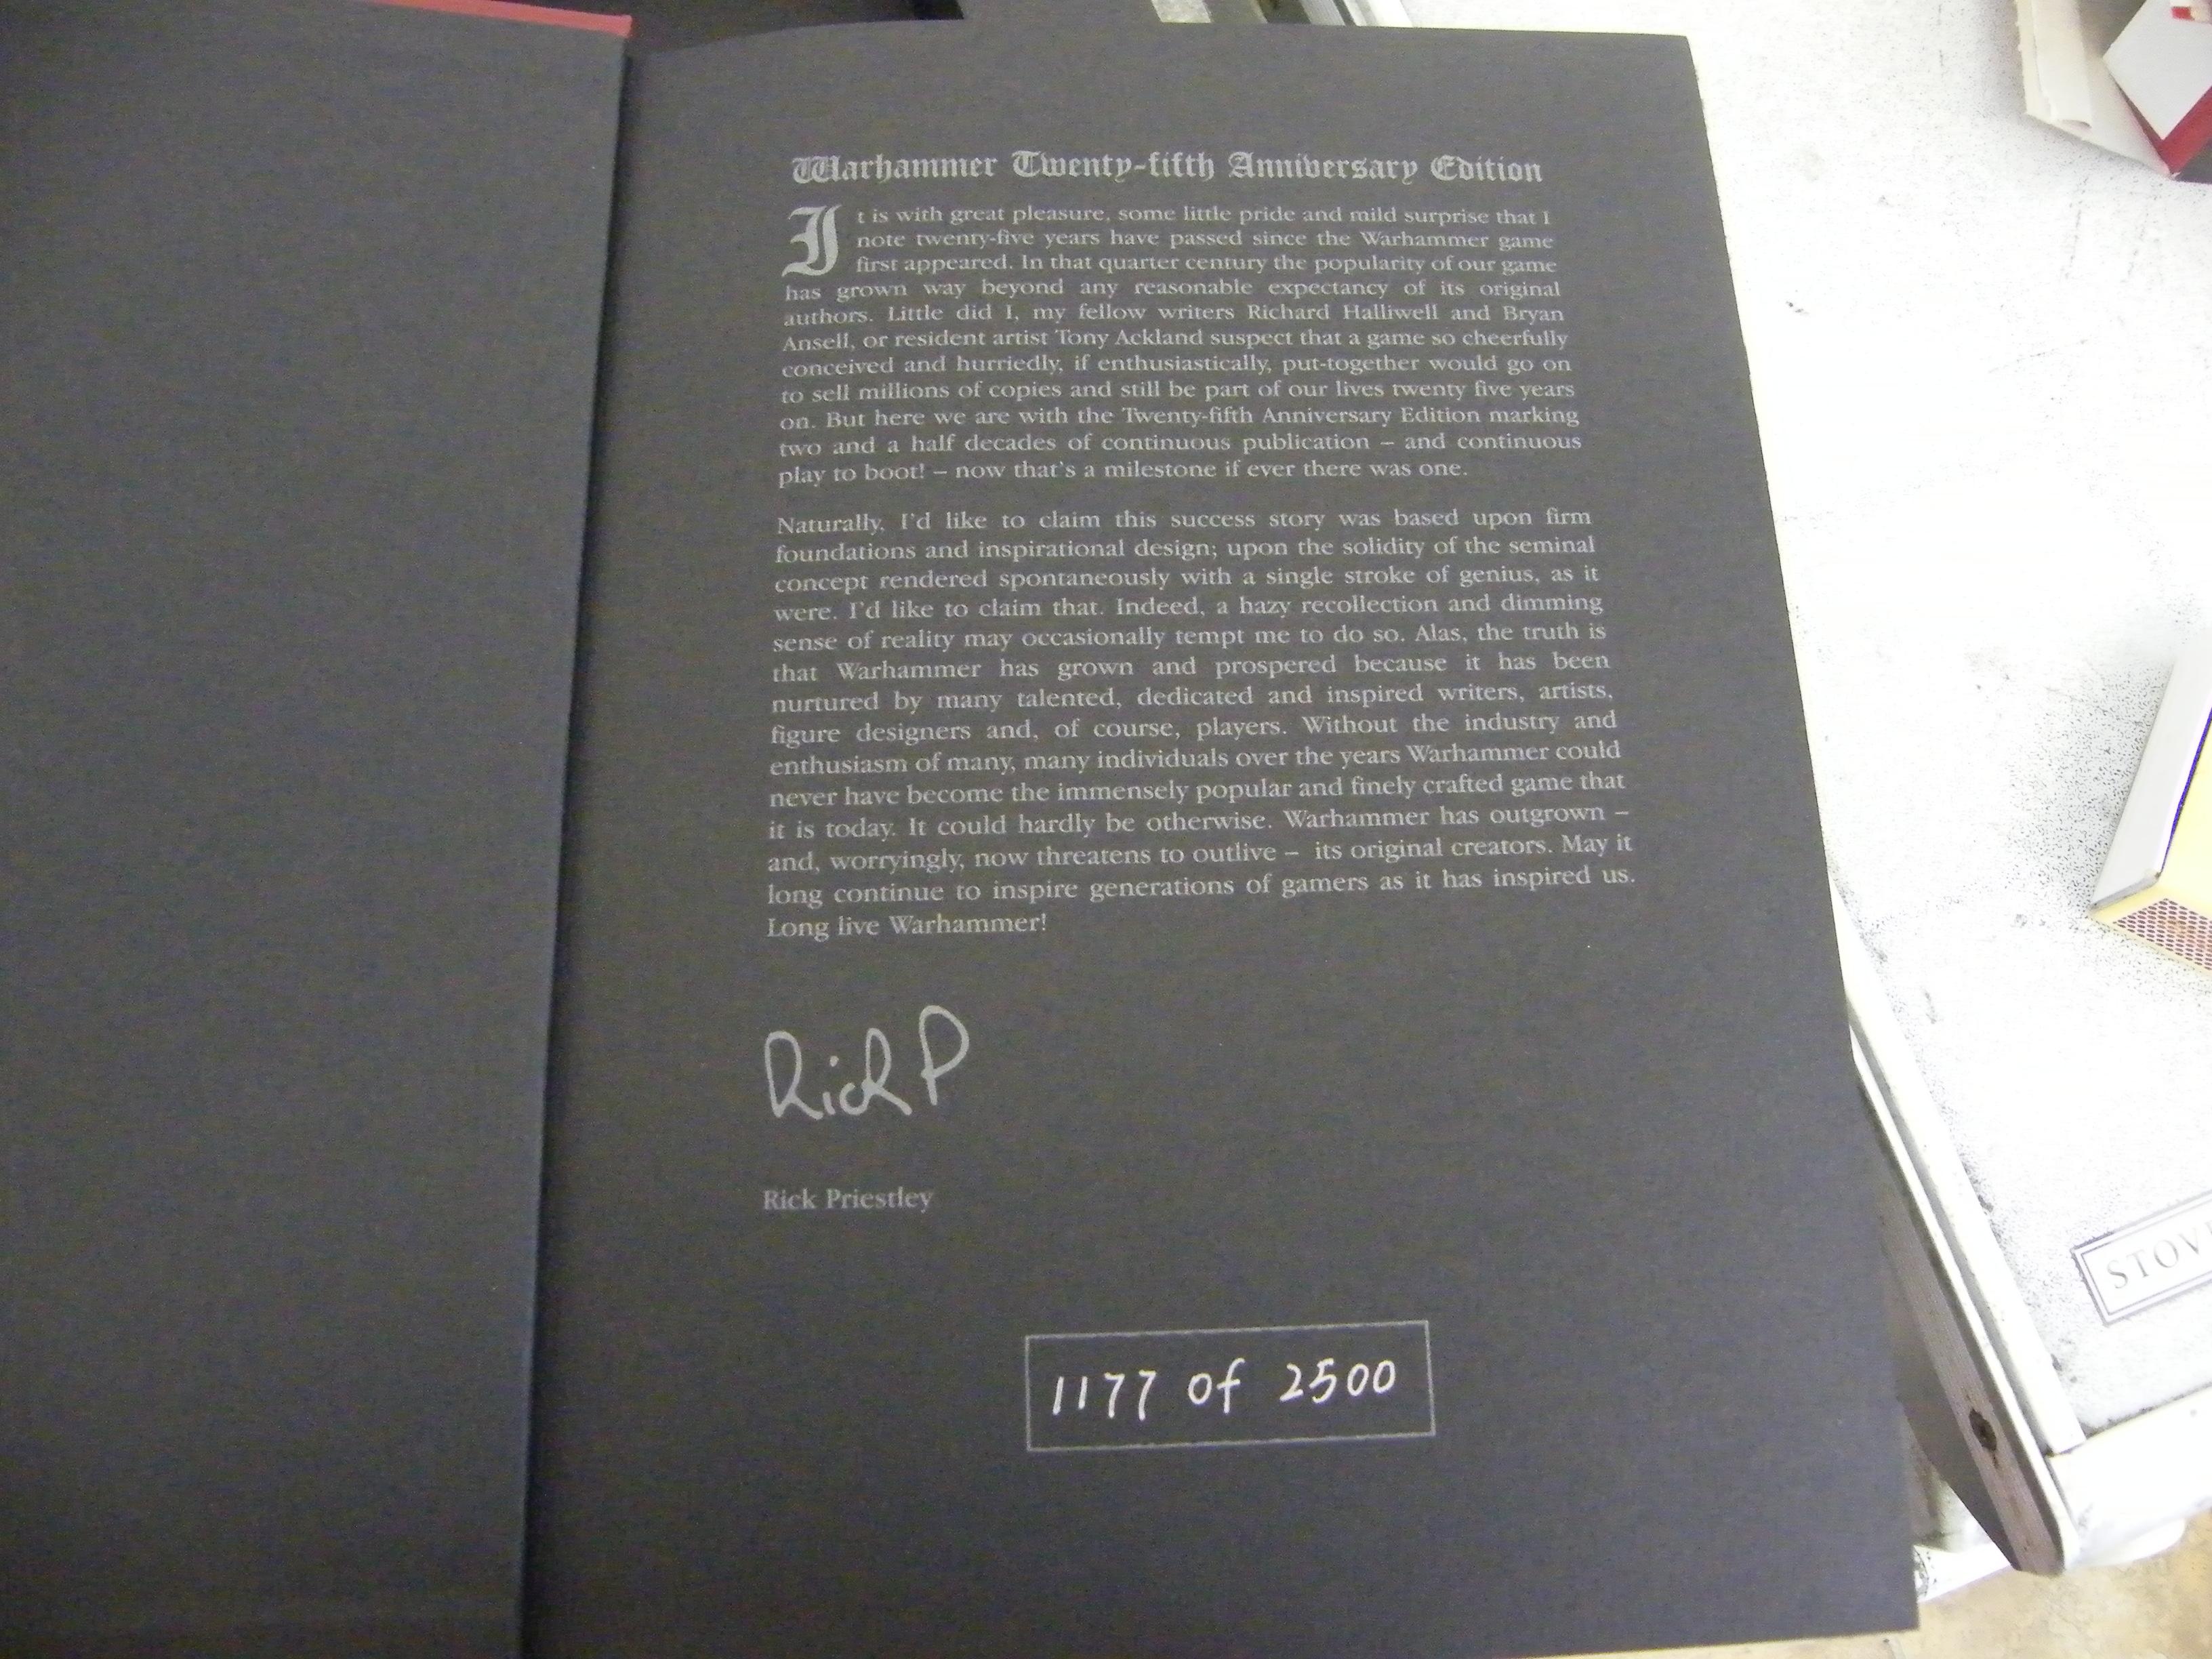 Warhammer Twenty-fifth Anniversary Edition
It is with great pleasure, some little pride and mild surprise that I
note twenty-five years have passed since the Warhammer game
first appeared. In that quarter century the popularity of our game
has grown way beyond any reasonable expectancy of its original
authors. Little did I, my fellow writers Richard Halliwell and Bryan
Ansell, or resident artist Tony Ackland suspect that a game so cheerfully
conceived and hurriedly, if enthusiastically, put-together would go on
to sell millions of copies and still be part of our lives twenty five years
on. But here we are with the Twenty-fifth Anniversary Edition marking
two and a half decades of continuous publication – and continuous
play to boot! – now that's a milestone if ever there was one.
Naturally, I'd like to claim this success story was based upon firm
foundations and inspirational design; upon the solidity of the seminal
concept rendered spontaneously with a single stroke of genius, as it
were. I'd like to claim that. Indeed, a hazy recollection and dimming
sense of reality may occasionally tempt me to do so. Alas, the truth is
that Warhammer has grown and prospered because it has been
nurtured by many talented, dedicated and inspired writers, artists,
figure designers and, of course, players. Without the industry and
enthusiasm of many, many individuals over the years Warhammer could
never have become the immensely popular and finely crafted game that
it is today. It could hardly be otherwise. Warhammer has outgrown –
and, worryingly, now threatens to outlive – its original creators. May it
long continue to inspire generations of gamers as it has inspired us.
Long live Warhammer!
Rick P
Rick Priestley
1177 of 2500
STOV